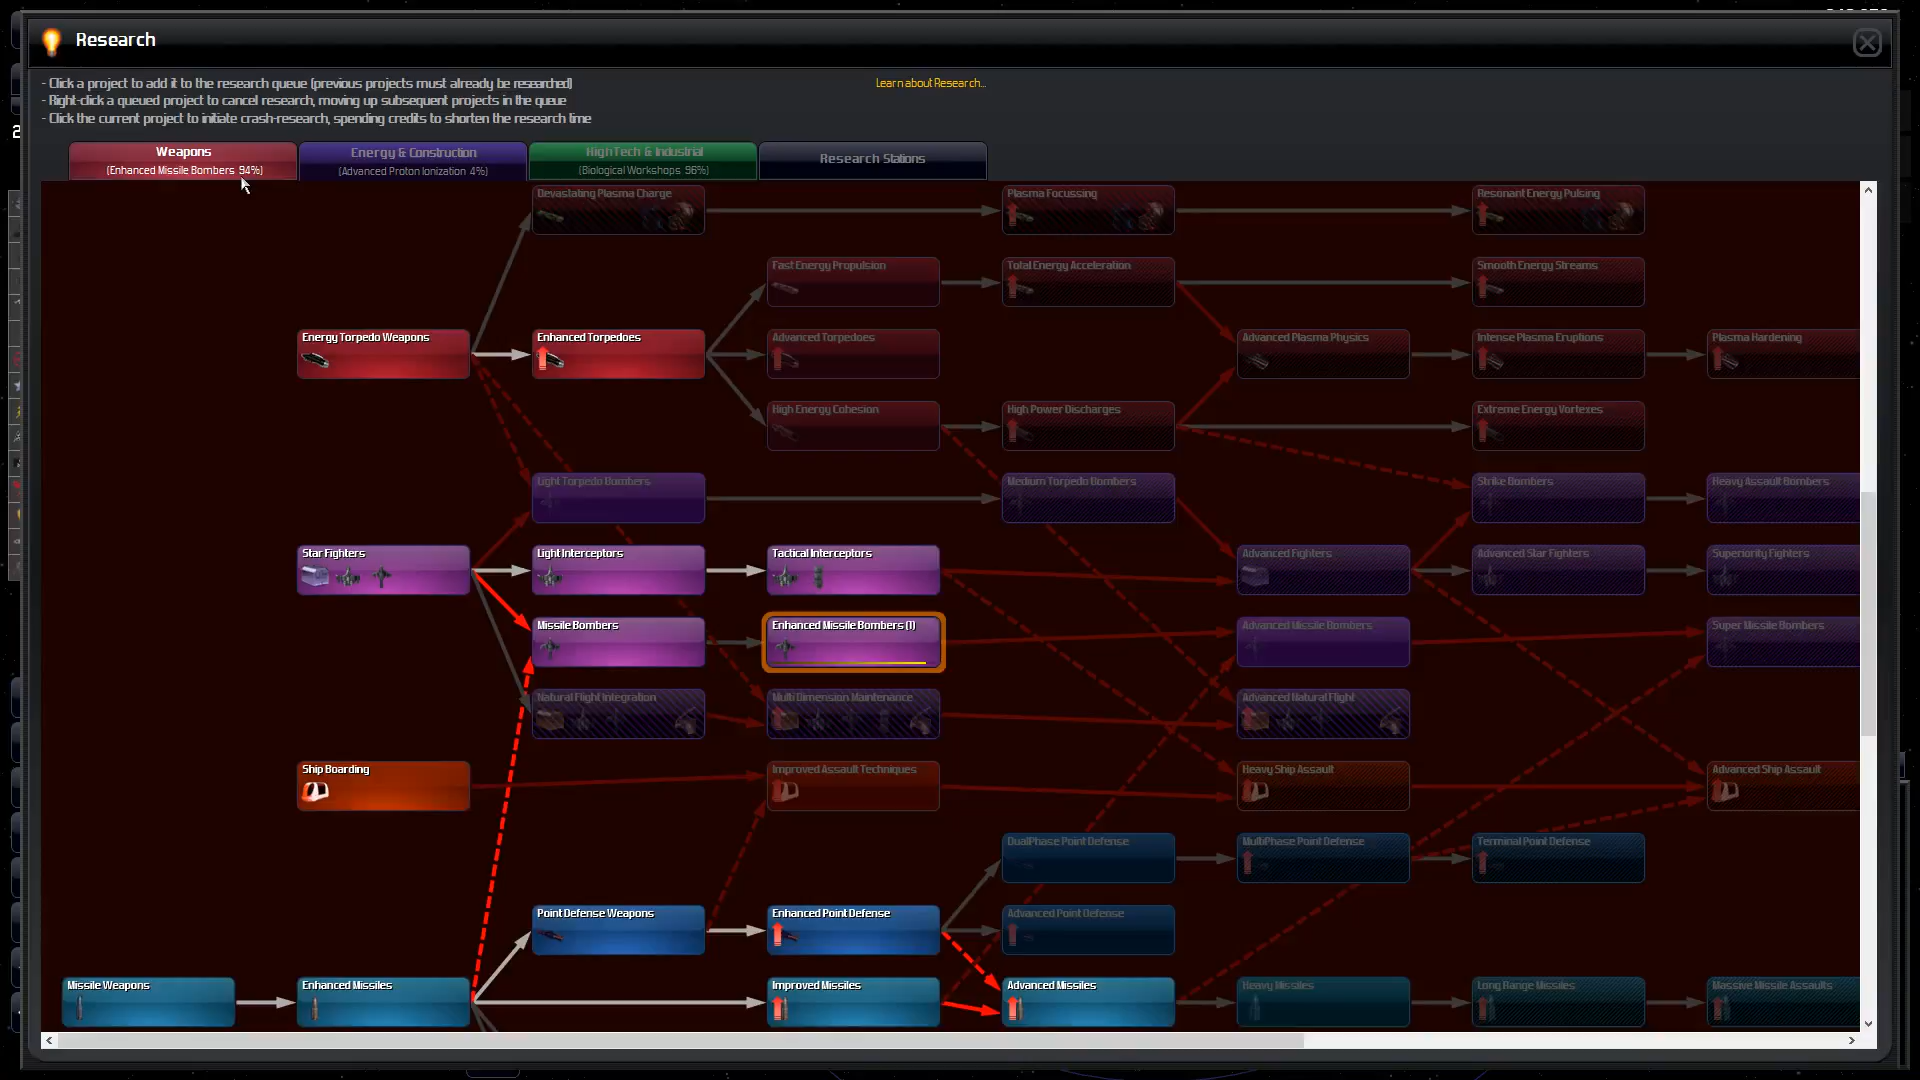 Research
- Click a project to add it to the research queue (previous projects must already be researched)
Learn about Research...
- Right-click a queued project to cancel research, moving up subsequent projects in the queue
- Click the current project to initiate crash-research, spending credits to shorten the research time
Weapons
(Enhanced Missile Bombers 94%)
Energy & Construction
(Advanced Proton Ionization 4%)
HighTech & Industrial
(Biological Workshops 96%)
Research Stations
Devastating Plasma Charge
Plasma Focussing
Resonant Energy Pulsing
Fast Energy Propulsion
Total Energy Acceleration
Smooth Energy Streams
Energy Torpedo Weapons
Enhanced Torpedoes
Advanced Torpedoes
Advanced Plasma Physics
Intense Plasma Eruptions
Plasma Hardening
High Energy Cohesion
High Power Discharges
Extreme Energy Vortexes
Light Torpedo Bombers
Medium Torpedo Bombers
Strike Bombers
Heavy Assault Bombers
Star Fighters
Light Interceptors
Tactical Interceptors
Advanced Fighters
Advanced Star Fighters
Superiority Fighters
Missile Bombers
Enhanced Missile Bombers (1)
Advanced Missile Bombers
Super Missile Bombers
Natural Flight Integration
Multi Dimension Maintenance
Advanced Natural Flight
Ship Boarding
Improved Assault Techniques
Heavy Ship Assault
Advanced Ship Assault
DualPhase Point Defense
MultiPhase Point Defense
Terminal Point Defense
Point Defense Weapons
Enhanced Point Defense
Advanced Point Defense
Missile Weapons
Enhanced Missiles
Improved Missiles
Advanced Missiles
Heavy Missiles
Long Range Missiles
Massive Missile Assaults